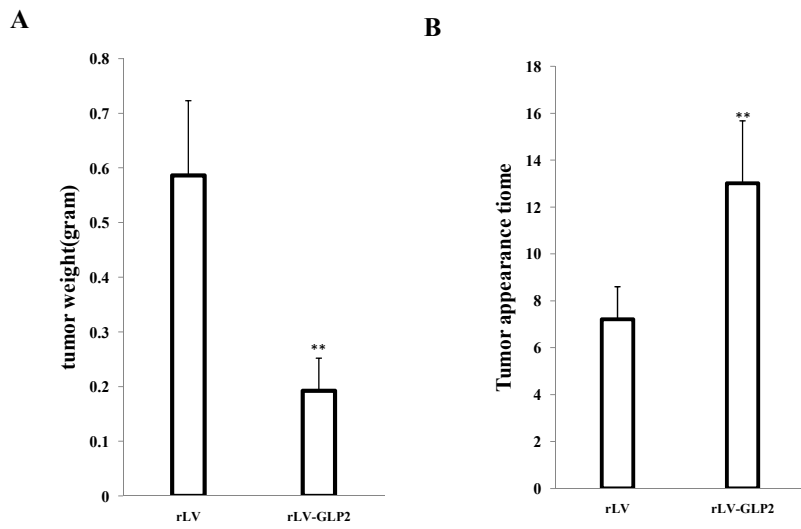 A
tumor weight(gram)
0.8
0.7
0.6
0.5
0.4
0.3
0.2
0.1
0
**
rLV
rLV-GLP2
B
Tumor appearance tiome
18
16
14
12
10
8
6
4
2
0
**
rLV
rLV-GLP2